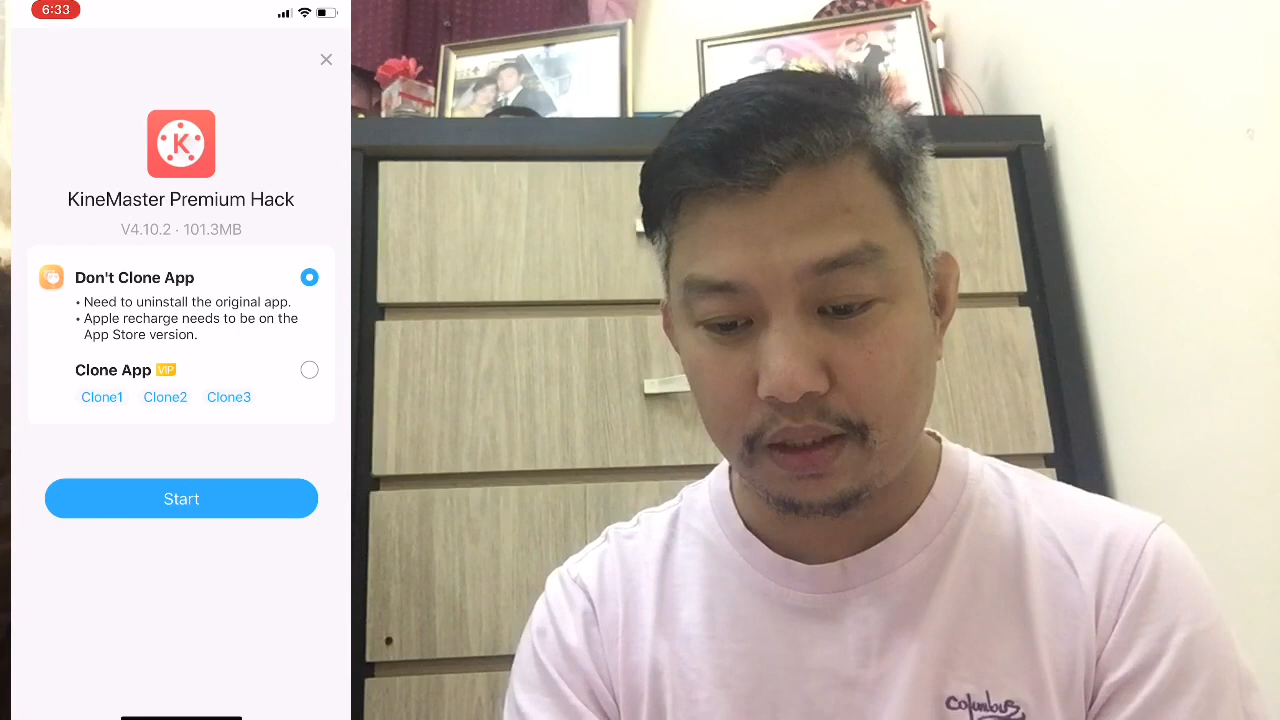 6:33
K
KineMaster Premium Hack
V4.10.2 · 101.3MB
Don't Clone App
• Need to uninstall the original app.
• Apple recharge needs to be on the
App Store version.
Clone App VIP
Clone1 Clone2 Clone3
Start
Columbus